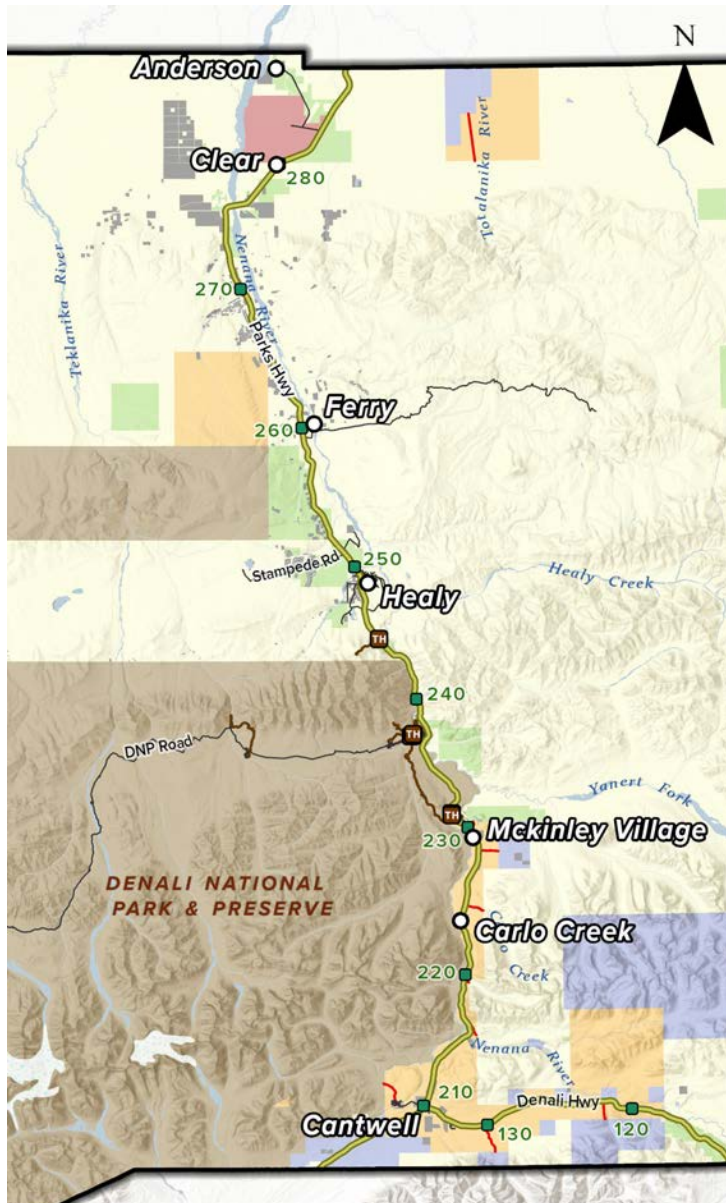 N
Anderson
Clear
280
Totalanika River
Teklanika River
Nenana River
270
Parks Hwy
Ferry
260
250
Stampede Rd
Healy
Healy Creek
TH
240
TH
DNP Road
Yanert Fork
TH
230
Mckinley Village
DENALI NATIONAL
PARK & PRESERVE
Carlo Creek
Creek
220
Nenana River
210
Denali Hwy
Cantwell
130
120